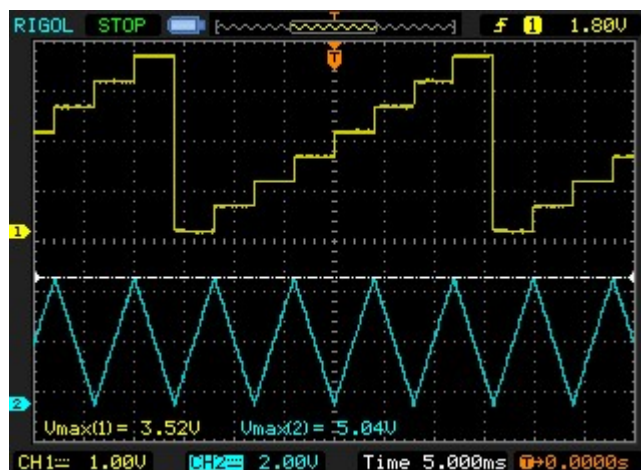 RIGOL STOP T f 1 1.80V
T
1
2
Vmax(1)= 3.52V Vmax(2)= 5.04V
CH1 1.00V CH2 2.00V Time 5.000ms T→0.0000s